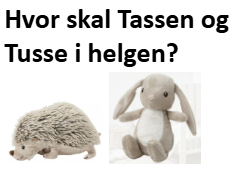 Hvor skal Tassen og
Tusse i helgen?